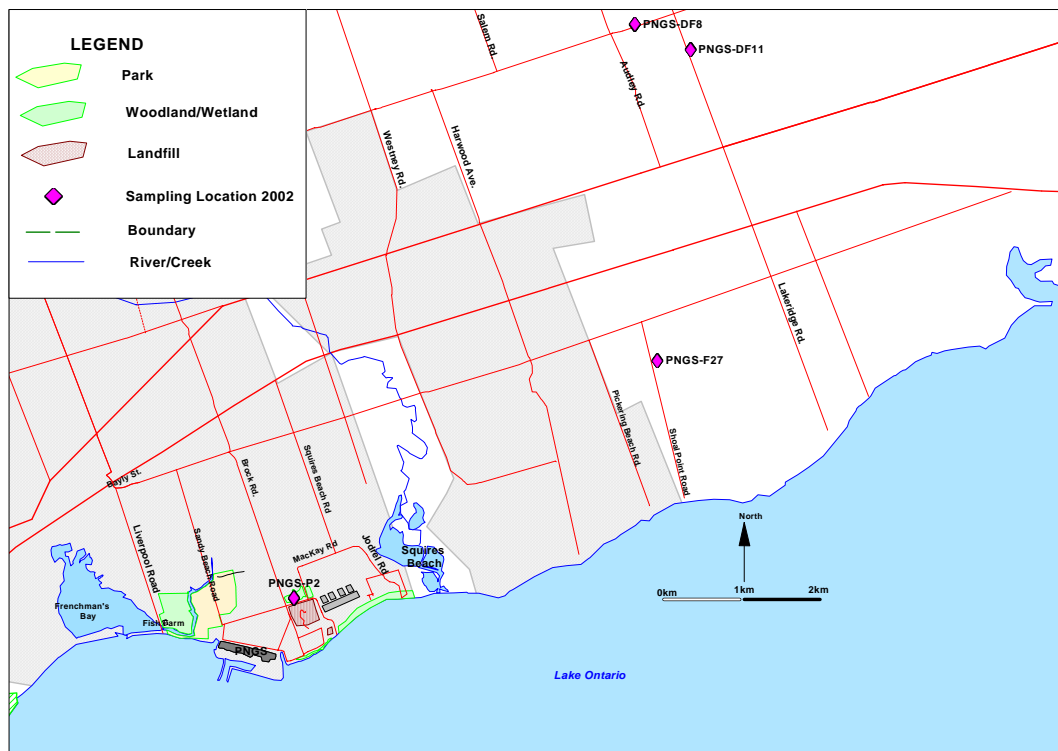 LEGEND
Park
Woodland/Wetland
Landfill
Sampling Location 2002
Boundary
River/Creek
PNGS-DF8
PNGS-DF11
Salem Rd.
Audley Rd.
Westney Rd.
Harwood Ave.
Lakeridge Rd.
PNGS-F27
Pickering Beach Rd.
Shoal Point Road
Bayly St.
Brock Rd.
Squires Beach Rd
Liverpool Road
Sandy Beach Road
MacKay Rd
Jodrel Rd
Squires
Beach
PNGS-P2
Frenchman's
Bay
PNGS
North
0km
1km
2km
Lake Ontario